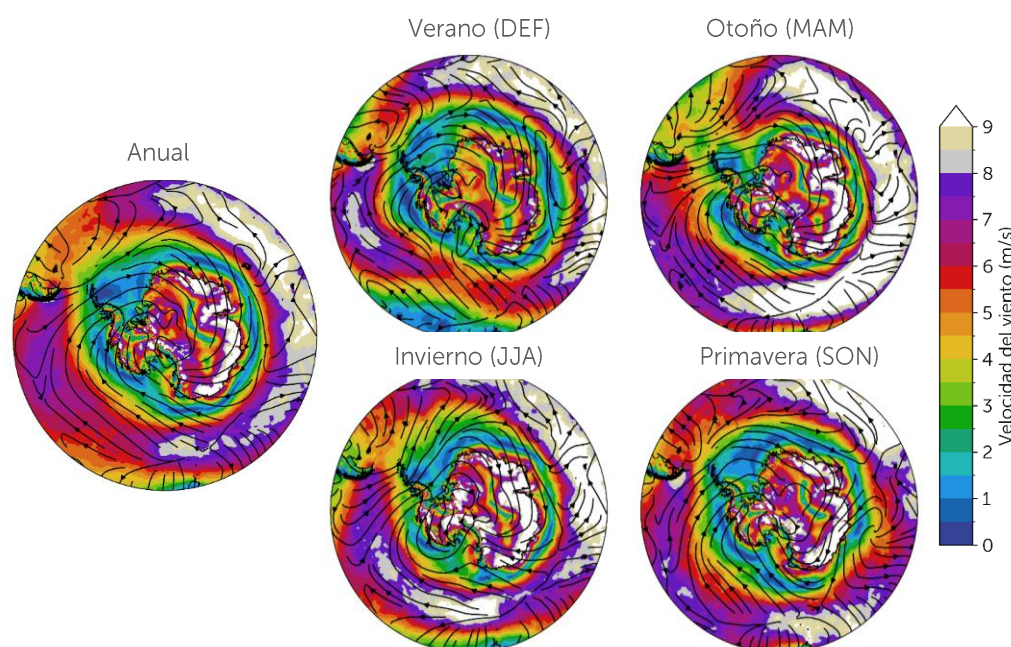 Verano (DEF)
Otoño (MAM)
Anual
Invierno (JJA)
Primavera (SON)
9
8
7
6
5
4
3
2
1
0
Velocidad del viento (m/s)